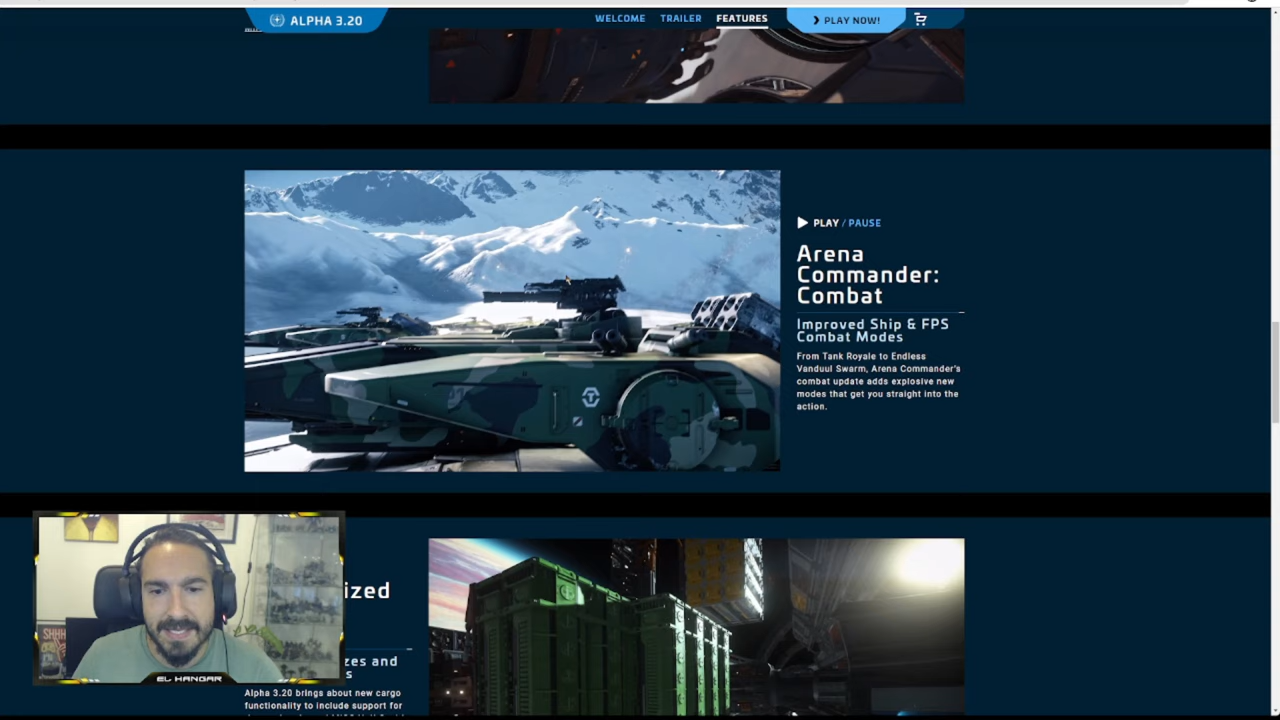 ALPHA 3.20
WELCOME
TRAILER
FEATURES
PLAY NOW!
PLAY / PAUSE
Arena
Commander:
Combat
Improved Ship & FPS
Combat Modes
From Tank Royale to Endless
Vanduul Swarm, Arena Commander's
combat update adds explosive new
modes that get you straight into the
action.
ized
zes and
s
Alpha 3.20 brings about new cargo
functionality to include support for
SHHH
EL HANGAR